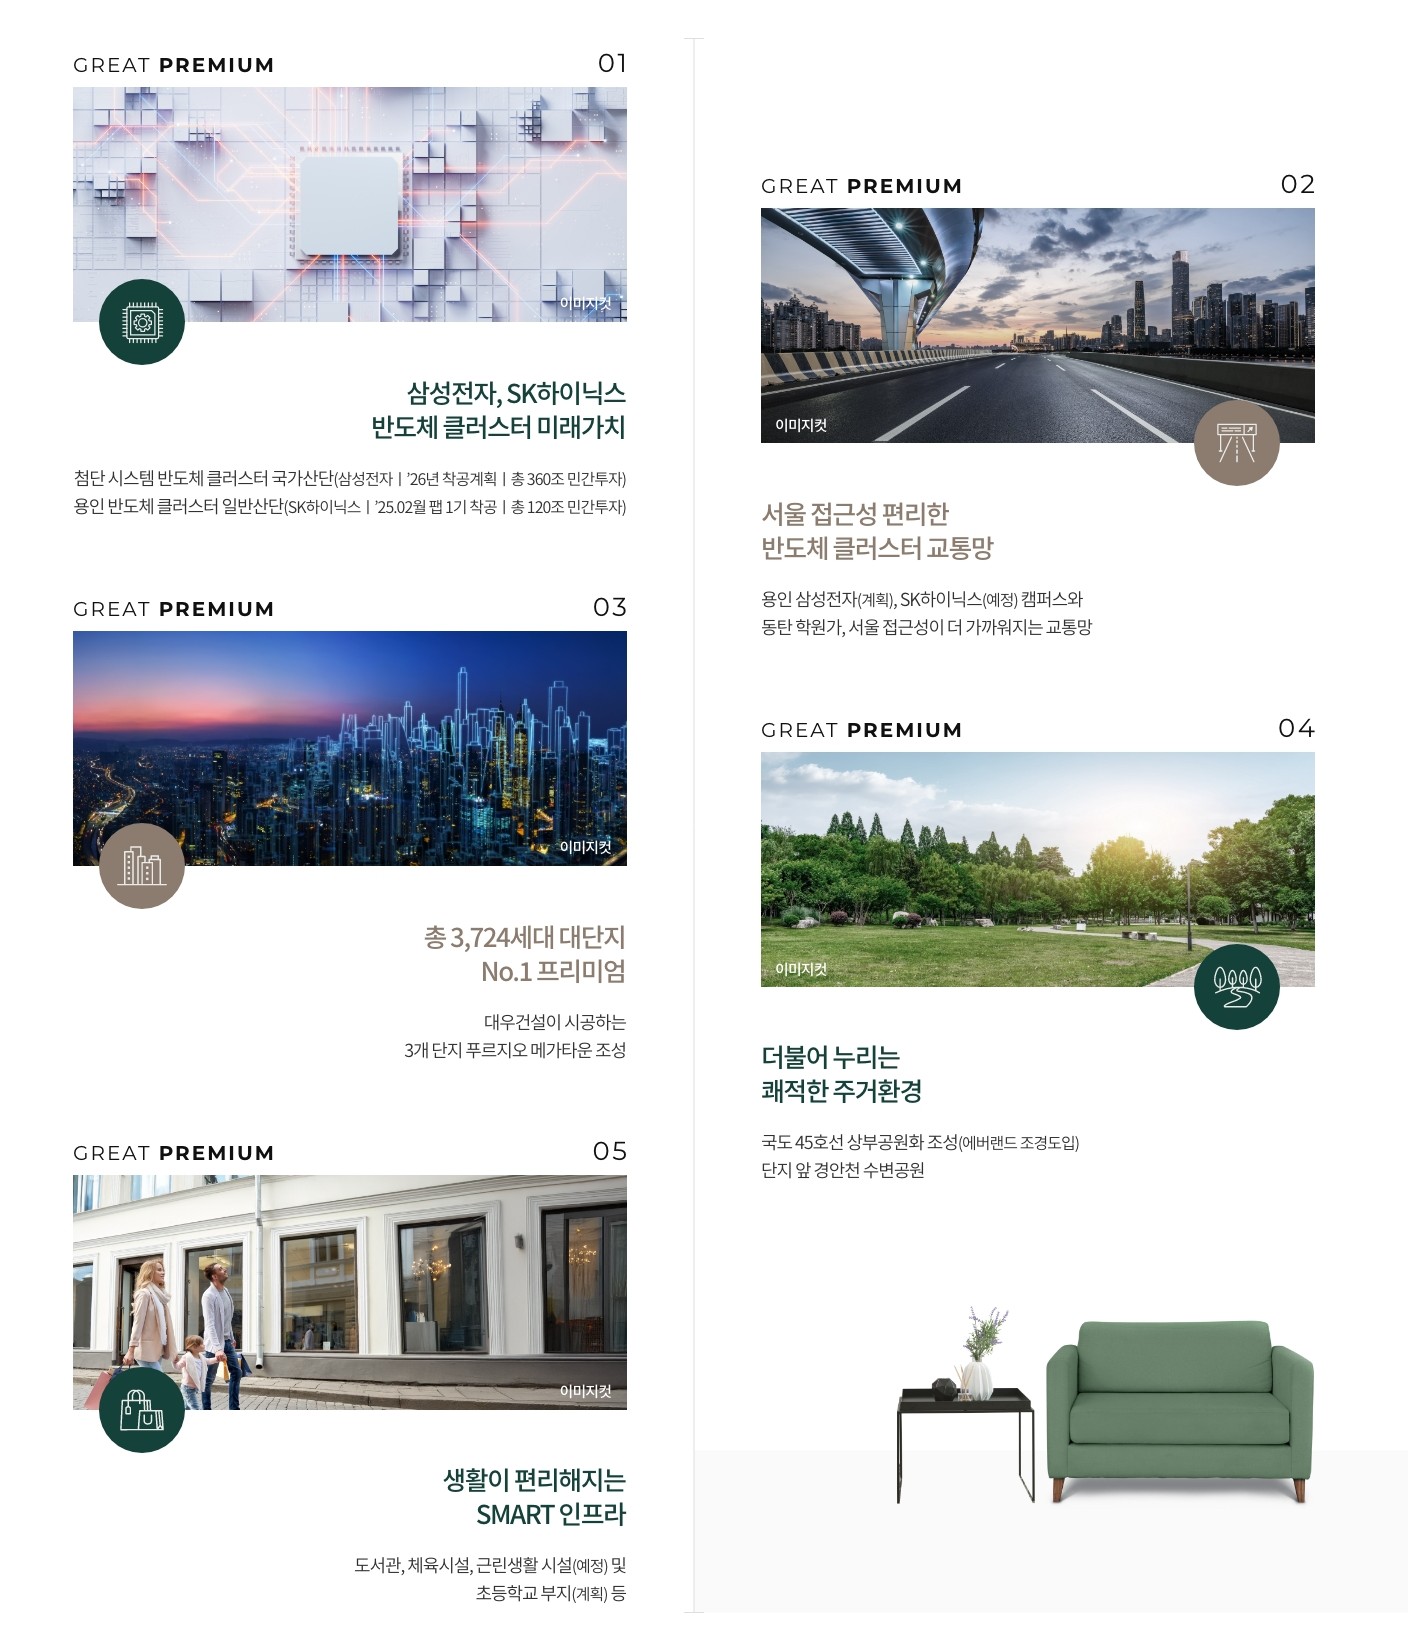 GREAT PREMIUM 01
이미지컷
삼성전자, SK하이닉스
반도체 클러스터 미래가치
첨단 시스템 반도체 클러스터 국가산단(삼성전자ㅣ’26년 착공계획ㅣ총 360조 민간투자)
용인 반도체 클러스터 일반산단(SK하이닉스ㅣ’25.02월 팹 1기 착공ㅣ총 120조 민간투자)
GREAT PREMIUM 02
이미지컷
서울 접근성 편리한
반도체 클러스터 교통망
용인 삼성전자(계획), SK하이닉스(예정) 캠퍼스와
동탄 학원가, 서울 접근성이 더 가까워지는 교통망
GREAT PREMIUM 03
이미지컷
총 3,724세대 대단지
No.1 프리미엄
대우건설이 시공하는
3개 단지 푸르지오 메가타운 조성
GREAT PREMIUM 04
이미지컷
더불어 누리는
쾌적한 주거환경
국도 45호선 상부공원화 조성(에버랜드 조경도입)
단지 앞 경안천 수변공원
GREAT PREMIUM 05
이미지컷
생활이 편리해지는
SMART 인프라
도서관, 체육시설, 근린생활 시설(예정) 및
초등학교 부지(계획) 등